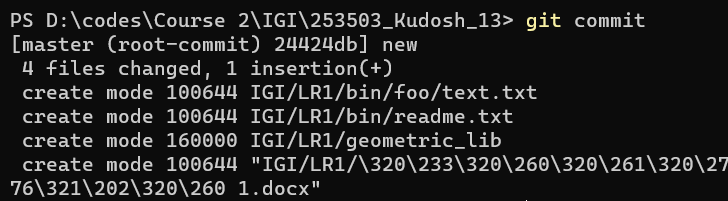 PS D:\codes\Course 2\IGI\253503_Kudosh_13> git commit
[master (root-commit) 24424db] new
 4 files changed, 1 insertion(+)
 create mode 100644 IGI/LR1/bin/foo/text.txt
 create mode 100644 IGI/LR1/bin/readme.txt
 create mode 160000 IGI/LR1/geometric_lib
 create mode 100644 "IGI/LR1/\320\233\320\260\320\261\320\27
76\321\202\320\260 1.docx"